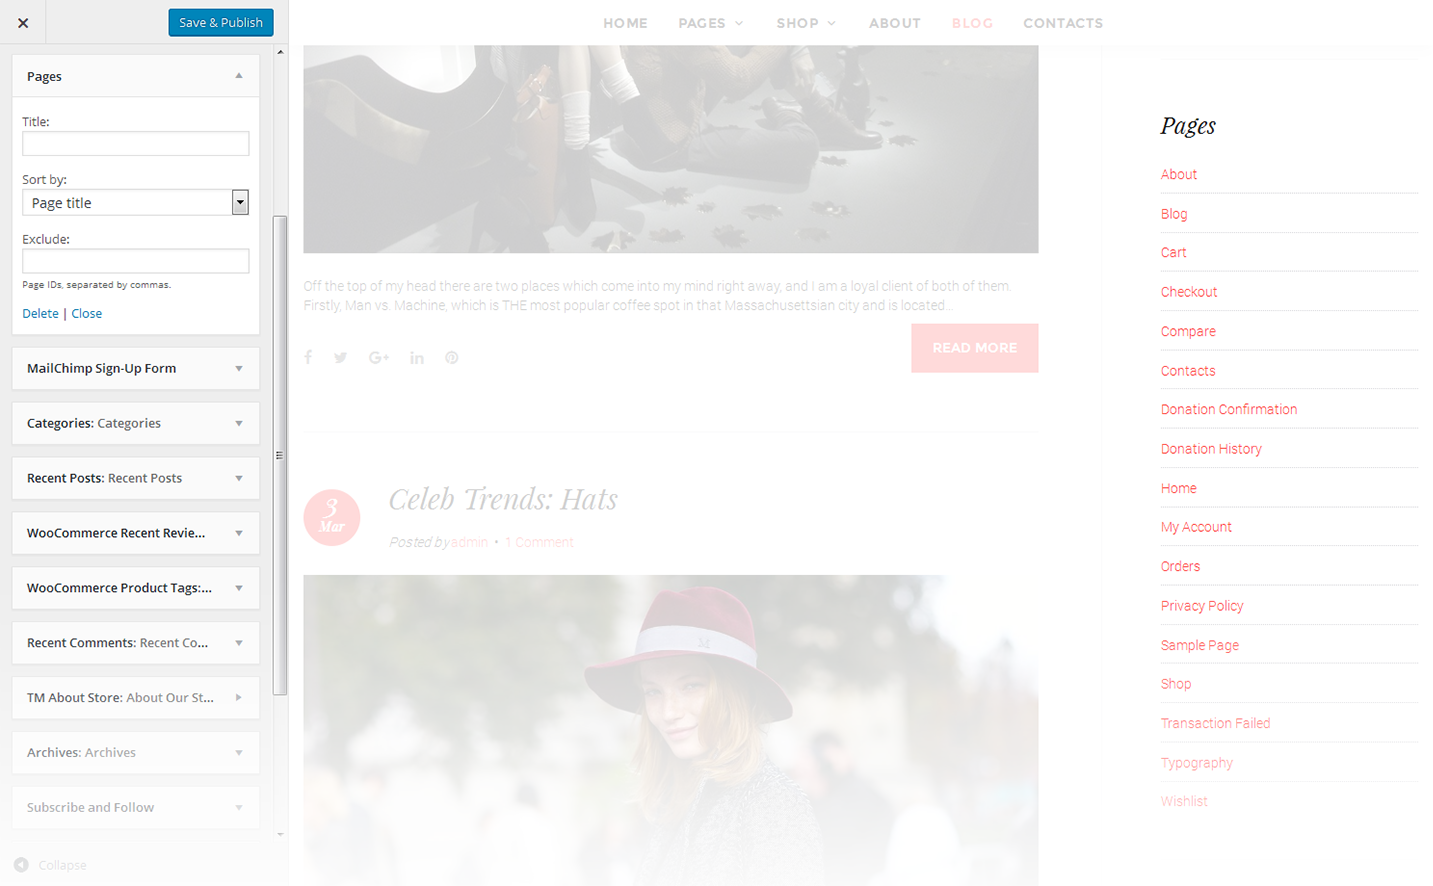 Save & Publish
Pages
Title:
Sort by:
Page title
Exclude:
Page IDs, separated by commas.
Delete | Close
MailChimp Sign-Up Form
Categories: Categories
Recent Posts: Recent Posts
WooCommerce Recent Revie...
WooCommerce Product Tags:...
Recent Comments: Recent Co...
TM About Store: About Our St...
Archives: Archives
Subscribe and Follow
Collapse
HOME PAGES SHOP ABOUT BLOG CONTACTS
Off the top of my head there are two places which come into my mind right away, and I am a loyal client of both of them.
Firstly, Man vs. Machine, which is THE most popular coffee spot in that Massachusettsian city and is located...
READ MORE
3
Mar
Celeb Trends: Hats
Posted by admin • 1 Comment
Pages
About
Blog
Cart
Checkout
Compare
Contacts
Donation Confirmation
Donation History
Home
My Account
Orders
Privacy Policy
Sample Page
Shop
Transaction Failed
Typography
Wishlist